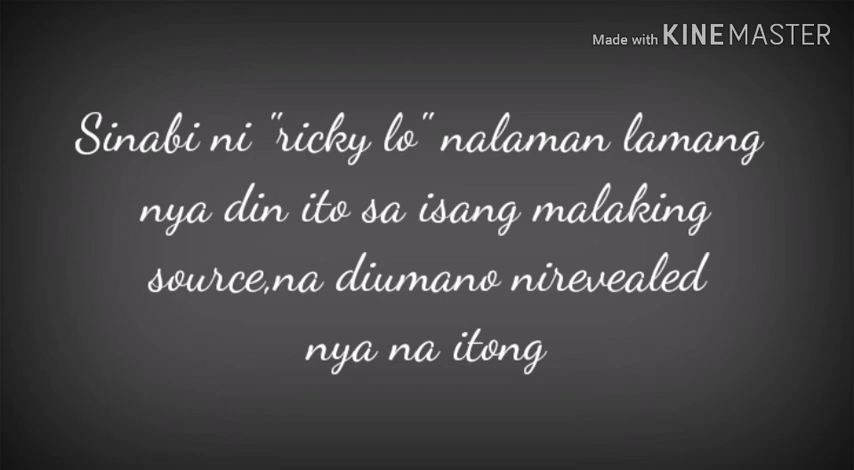 Made with KINEMASTER
Sinabi ni "ricky lo" nalaman lamang
nya din ito sa isang malaking
source,na diumano nirevealed
nya na itong